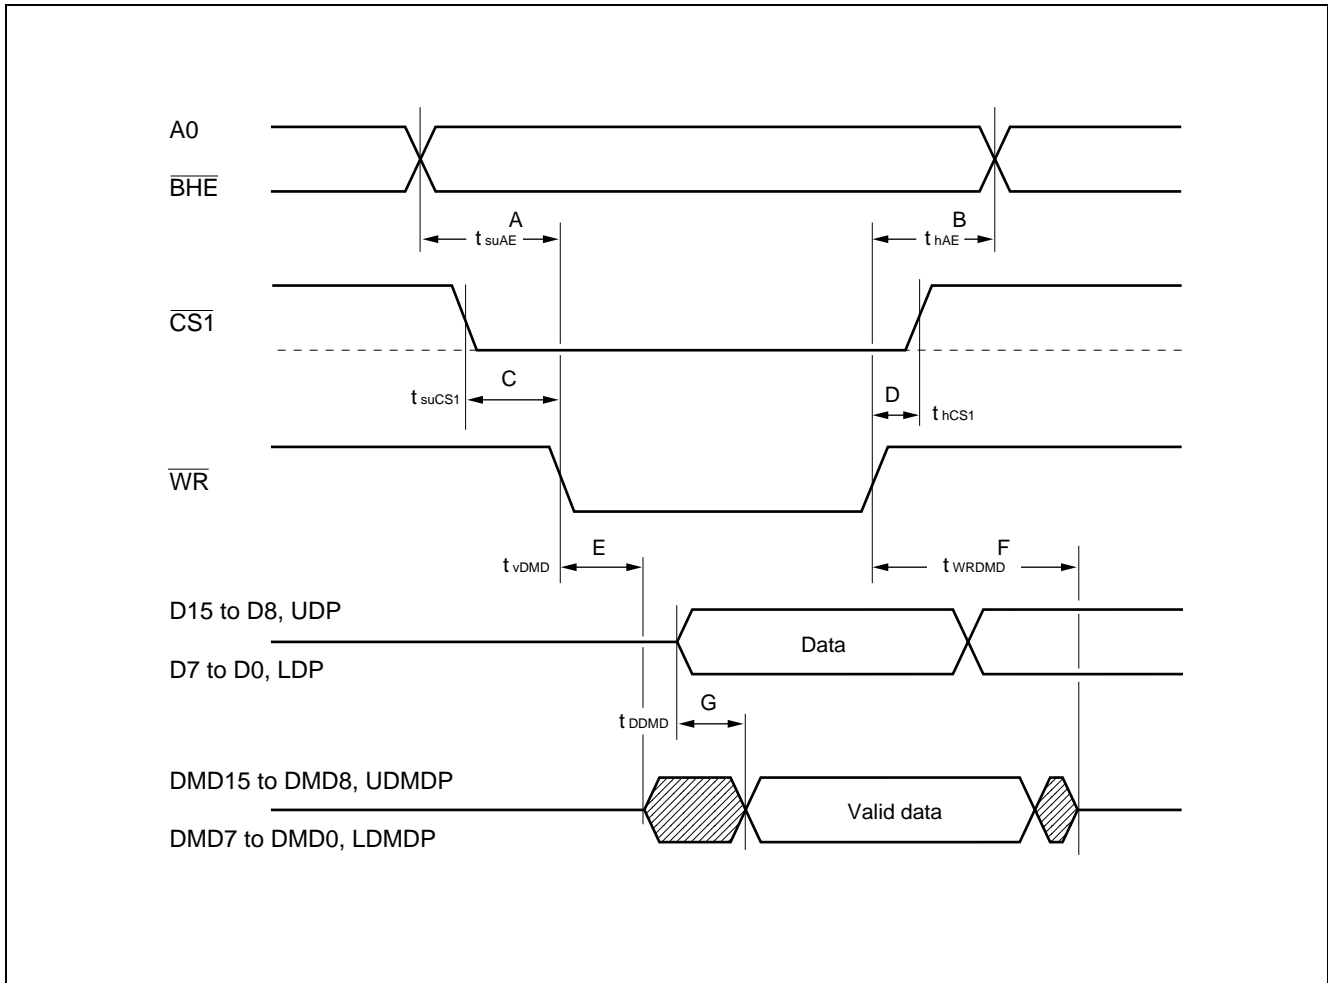 A0
BHE
A
t suAE
B
t hAE
CS1
C
t suCS1
D
t hCS1
WR
E
t vDMD
F
t WRDMD
D15 to D8, UDP
Data
D7 to D0, LDP
G
t DDMD
DMD15 to DMD8, UDMDP
Valid data
DMD7 to DMD0, LDMDP